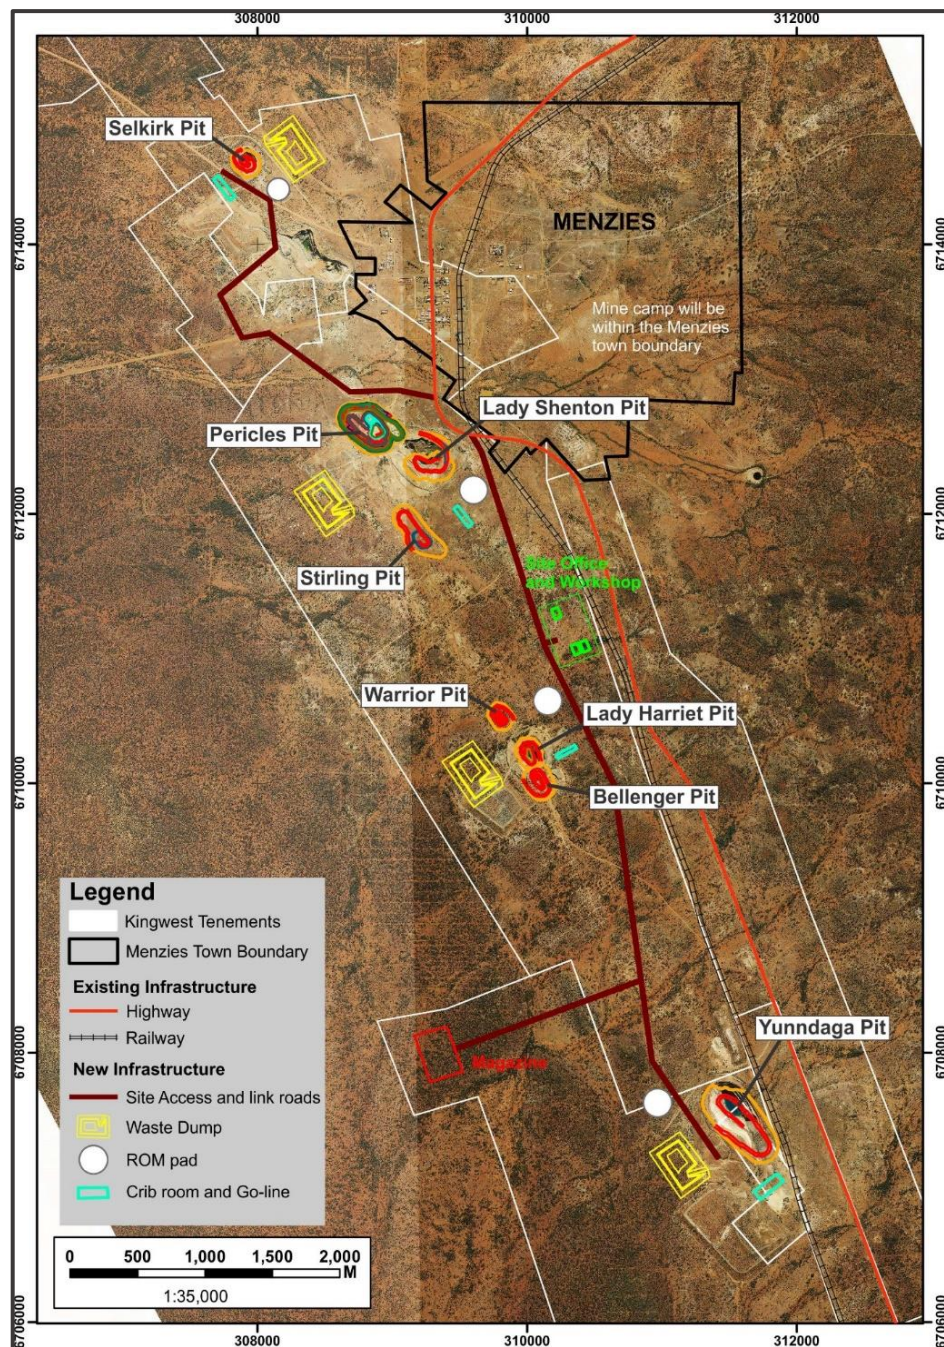 308000
310000
312000
Selkirk Pit
6714000
MENZIES
6714000
Mine camp will be
within the Menzies
town boundary
Lady Shenton Pit
Pericles Pit
6712000
6712000
Stirling Pit
Site Office
and Workshop
Warrior Pit
Lady Harriet Pit
6710000
6710000
Bellenger Pit
Legend
Kingwest Tenements
Menzies Town Boundary
Existing Infrastructure
Highway
Railway
New Infrastructure
Site Access and link roads
Waste Dump
ROM pad
Crib room and Go-line
Yunndaga Pit
6708000
6708000
Magazine
0 500 1,000 1,500 2,000
M
1:35,000
6706000
6706000
308000
310000
312000